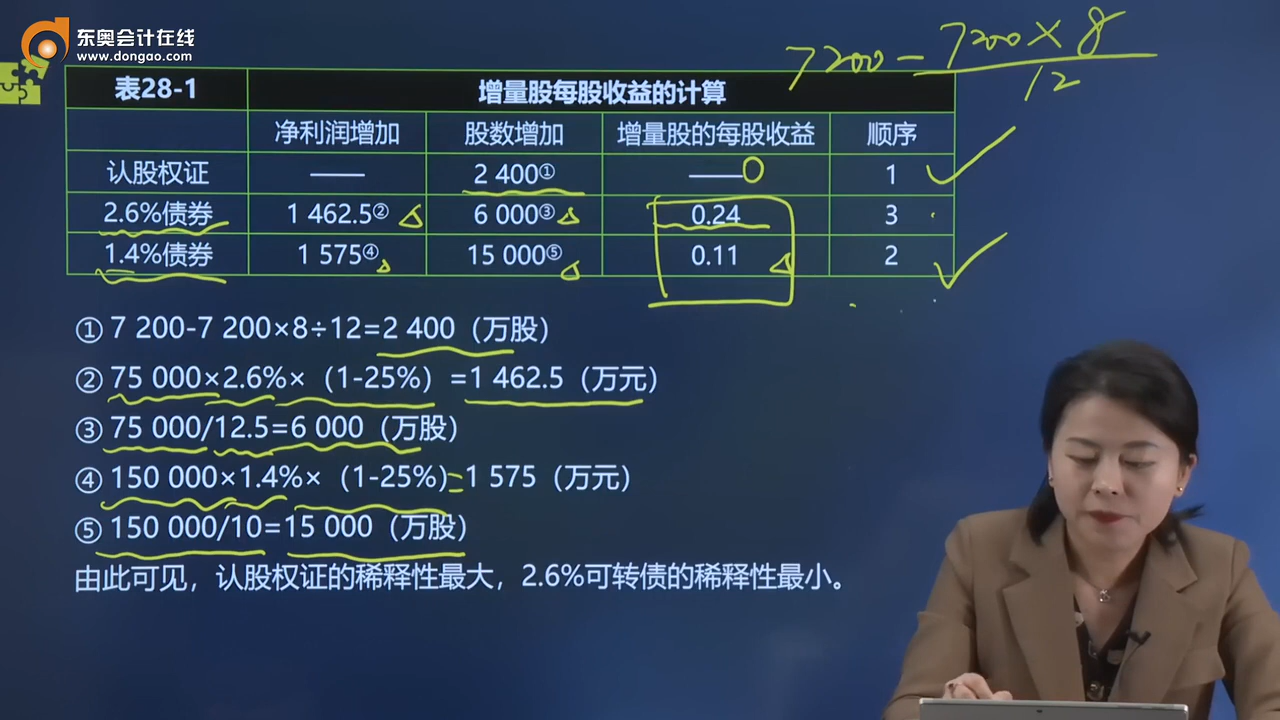 东奥会计在线
www.dongao.com
7200 - 7200×8
12
表28-1 增量股每股收益的计算
净利润增加 股数增加 增量股的每股收益 顺序
认股权证 —— 2 400① ——0 1
2.6%债券 1 462.5② 6 000③ 0.24 3
1.4%债券 1 575④ 15 000⑤ 0.11 2
① 7 200-7 200×8÷12=2 400（万股）
② 75 000×2.6%×（1-25%）=1 462.5（万元）
③ 75 000/12.5=6 000（万股）
④ 150 000×1.4%×（1-25%）=1 575（万元）
⑤ 150 000/10=15 000（万股）
由此可见，认股权证的稀释性最大，2.6%可转债的稀释性最小。